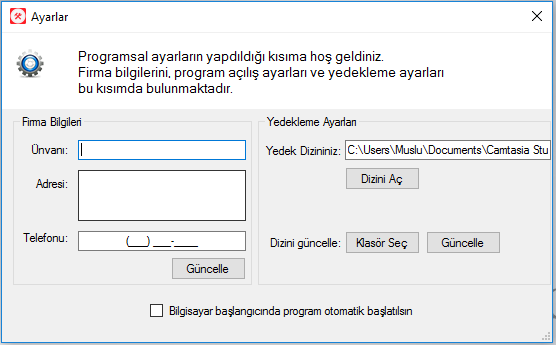 Ayarlar
Programsal ayarların yapıldığı kısıma hoş geldiniz.
Firma bilgilerini, program açılış ayarları ve yedekleme ayarları
bu kısımda bulunmaktadır.
Firma Bilgileri
Ünvanı:
Adresi:
Telefonu: (___) ___-____
Güncelle
Yedekleme Ayarları
Yedek Dizininiz: C:\Users\Muslu\Documents\Camtasia Stu
Dizini Aç
Dizini güncelle: Klasör Seç Güncelle
Bilgisayar başlangıcında program otomatik başlatılsın